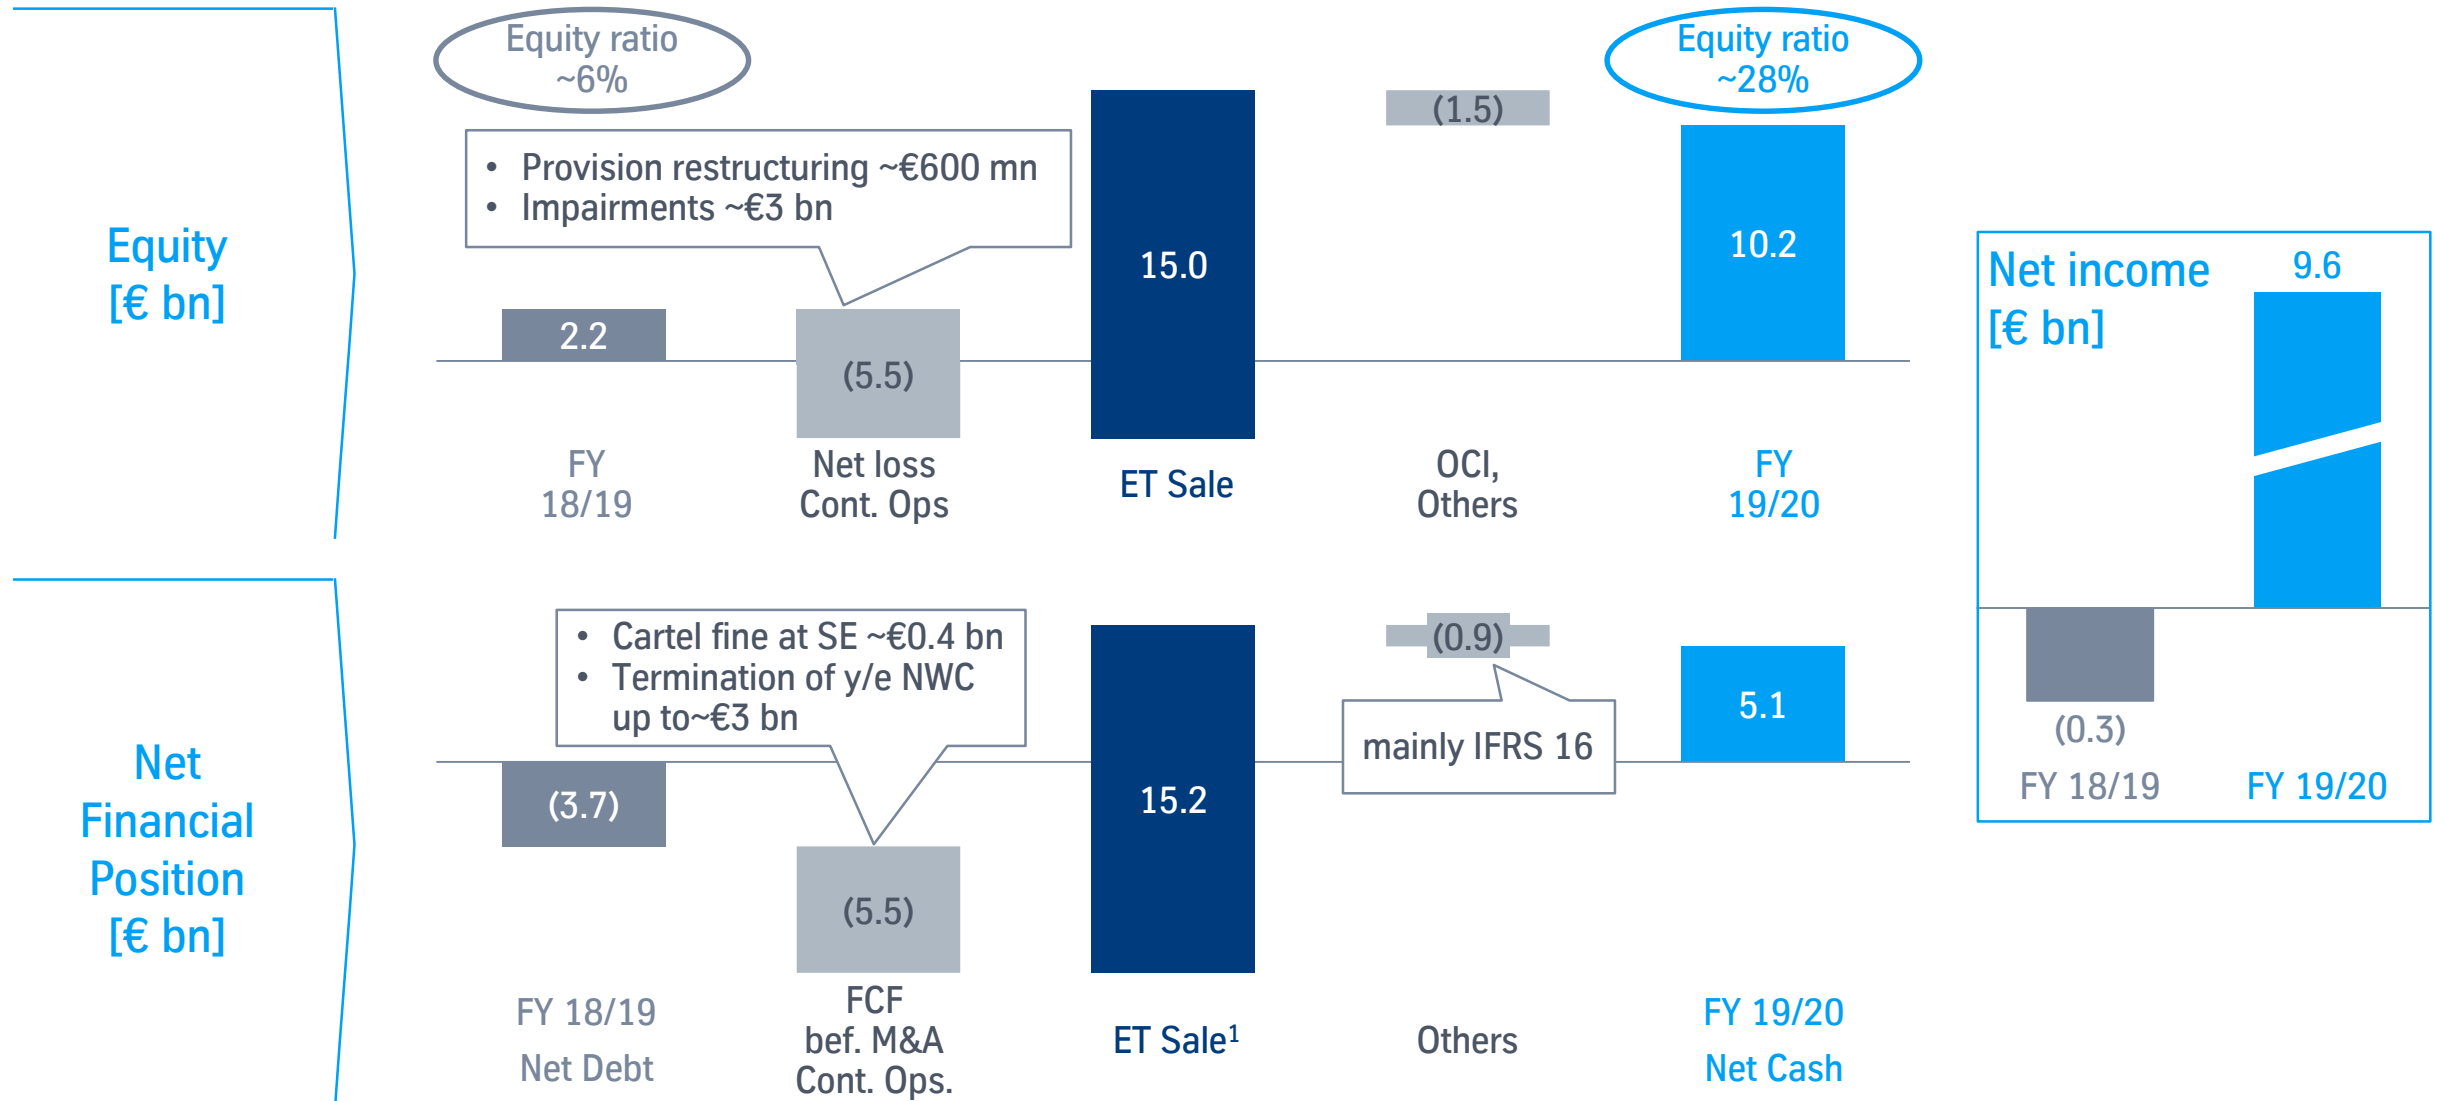 Equity
[€ bn]
Equity ratio
~6%
• Provision restructuring ~€600 mn
• Impairments ~€3 bn
2.2
(5.5)
15.0
(1.5)
Equity ratio
~28%
10.2
FY
18/19
Net loss
Cont. Ops
ET Sale
OCI,
Others
FY
19/20
Net
Financial
Position
[€ bn]
• Cartel fine at SE ~€0.4 bn
• Termination of y/e NWC
up to~€3 bn
(3.7)
(5.5)
15.2
(0.9)
mainly IFRS 16
5.1
FY 18/19
Net Debt
FCF
bef. M&A
Cont. Ops.
ET Sale¹
Others
FY 19/20
Net Cash
Net income
[€ bn]
9.6
(0.3)
FY 18/19
FY 19/20